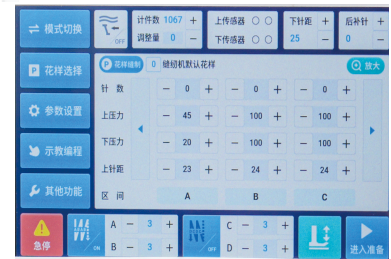 模式切换
OFF
计件数 1067 +
调整量 0 -
上传感器
下传感器
下针距 +
25 -
后补针 +
0 -
P 花样选择
P 花样缝制 0 缝纫机默认花样
放大
参数设置
针 数 - 0 + - 0 + - 0 +
上压力 - 45 + - 100 + - 100 +
示教编程
下压力 - 20 + - 100 + - 100 +
上针距 - 23 + - 24 + - 24 +
其他功能
区 间 A B C
急停
ON
A - 3 +
B - 3 +
OFF
C - 3 +
D - 3 +
进入准备